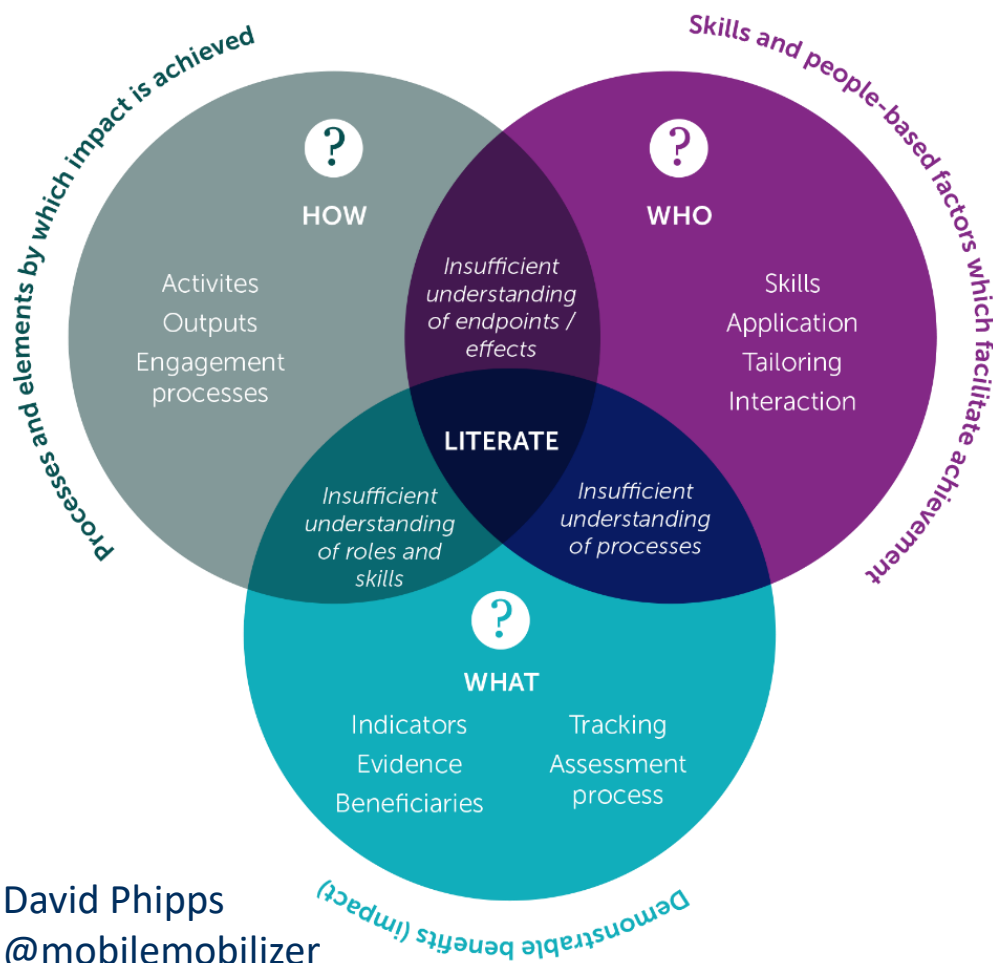 Processes and elements by which impact is achieved
Skills and people-based factors which facilitate achievement
?
HOW
Activites
Outputs
Engagement
processes
?
WHO
Skills
Application
Tailoring
Interaction
Insufficient
understanding
of endpoints /
effects
LITERATE
Insufficient
understanding
of roles and
skills
Insufficient
understanding
of processes
?
WHAT
Indicators
Evidence
Beneficiaries
Tracking
Assessment
process
Demonstrable benefits (impact)
David Phipps
@mobilemobilizer